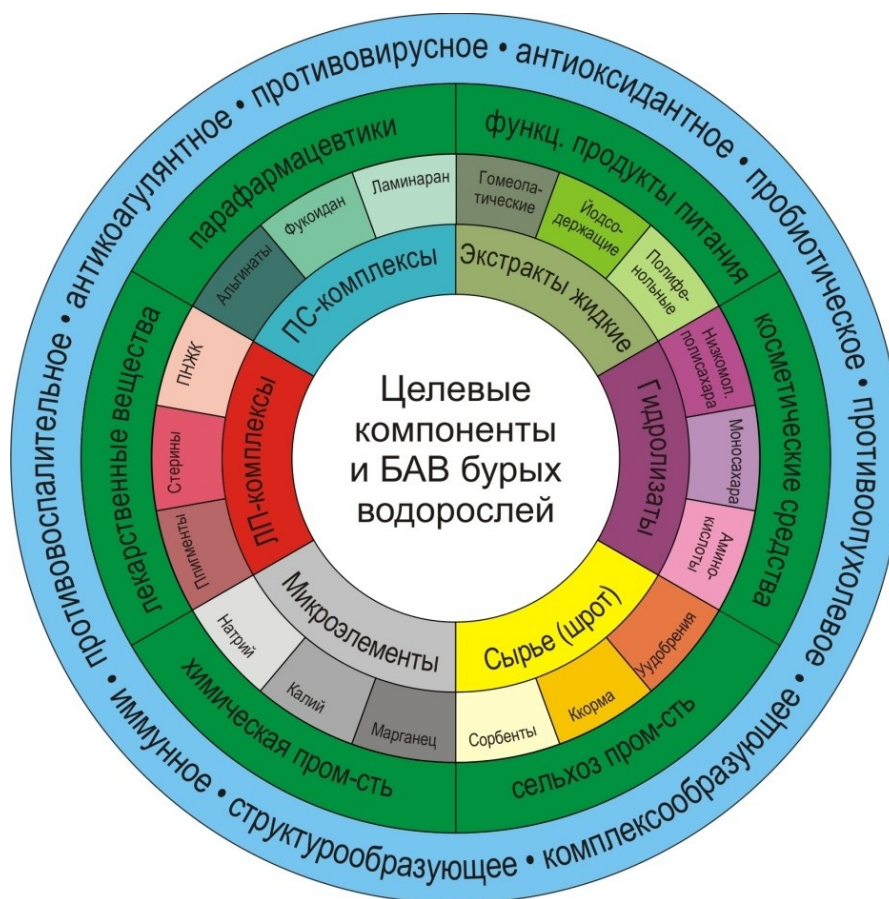 Целевые
компоненты
и БАВ бурых
водорослей
ПС-комплексы
Экстракты жидкие
Гидролизаты
Сырье (шрот)
Микроэлементы
ЛП-комплексы
Альгинаты
Фукоидан
Ламинаран
Гомеопа-
тические
Йодсо-
держащие
Полифе-
нольные
Низкомол.
полисахара
Моносахара
Амино-
кислоты
Уудобрения
Ккорма
Сорбенты
Марганец
Калий
Натрий
Ппигменты
Стерины
ПНЖК
парафармацевтики
функц. продукты питания
косметические средства
сельхоз пром-сть
химическая пром-сть
лекарственные вещества
противовоспалительное • антикоагулянтное • противовирусное • антиоксидантное • пробиотическое • противоопухолевое • комплексообразующее • структурообразующее • иммунное •